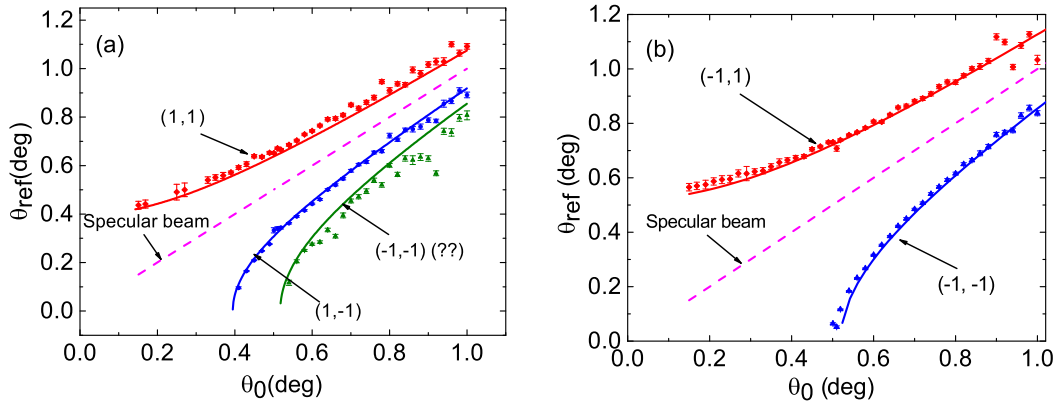 (a)
1.2
1.0
0.8
0.6
0.4
0.2
0.0
θref(deg)
(1,1)
Specular beam
(-1,-1) (??)
(1,-1)
0.0 0.2 0.4 0.6 0.8 1.0
θ0(deg)
(b)
1.2
1.0
0.8
0.6
0.4
0.2
0.0
θref (deg)
(-1,1)
Specular beam
(-1, -1)
0.0 0.2 0.4 0.6 0.8 1.0
θ0 (deg)